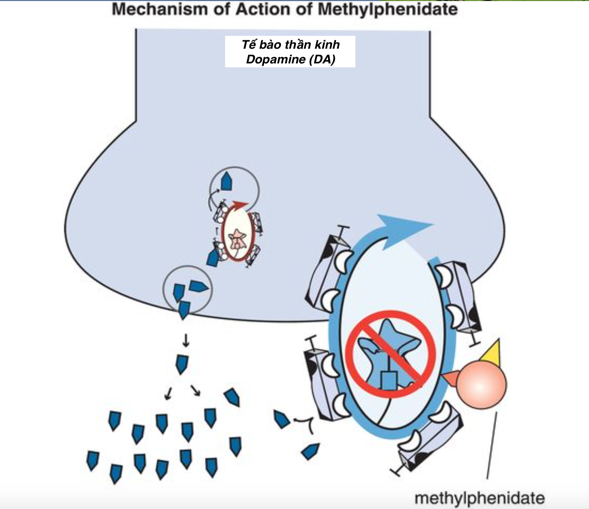 Mechanism of Action of Methylphenidate
Tế bào thần kinh
Dopamine (DA)
methylphenidate